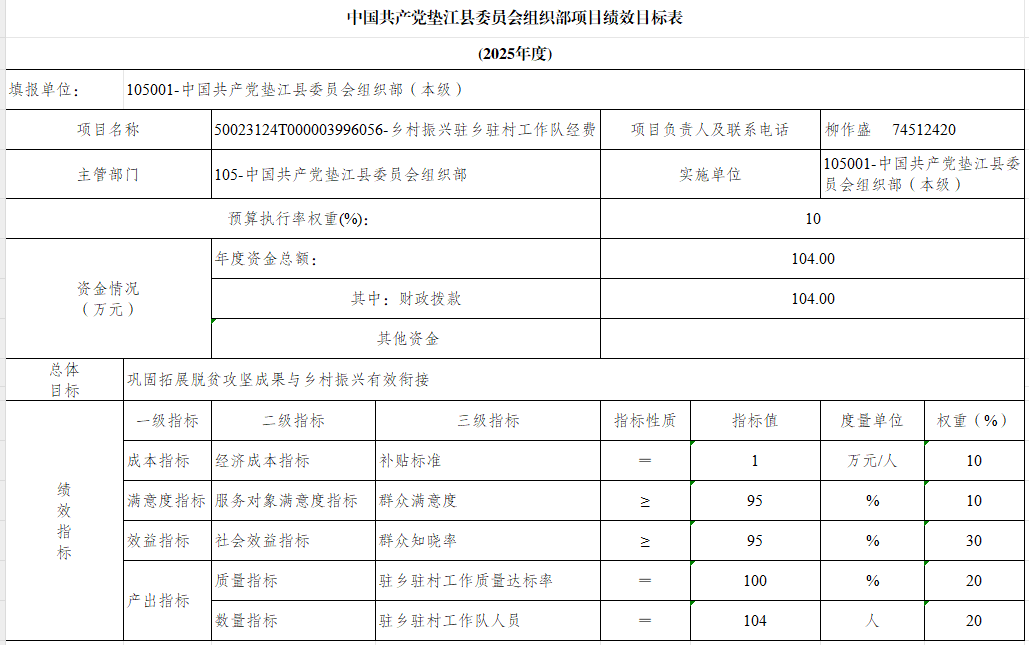 中国共产党垫江县委员会组织部项目绩效目标表
(2025年度)
填报单位： 105001-中国共产党垫江县委员会组织部（本级）
项目名称 50023124T000003996056-乡村振兴驻乡驻村工作队经费 项目负责人及联系电话 柳作盛 74512420
主管部门 105-中国共产党垫江县委员会组织部 实施单位 105001-中国共产党垫江县委
员会组织部（本级）
预算执行率权重(%)： 10
资金情况
（万元）
年度资金总额： 104.00
其中：财政拨款 104.00
其他资金
总体
目标
巩固拓展脱贫攻坚成果与乡村振兴有效衔接
绩
效
指
标
一级指标 二级指标 三级指标 指标性质 指标值 度量单位 权重（%）
成本指标 经济成本指标 补贴标准 ＝ 1 万元/人 10
满意度指标 服务对象满意度指标 群众满意度 ≥ 95 % 10
效益指标 社会效益指标 群众知晓率 ≥ 95 % 30
产出指标 质量指标 驻乡驻村工作质量达标率 ＝ 100 % 20
数量指标 驻乡驻村工作队人员 ＝ 104 人 20